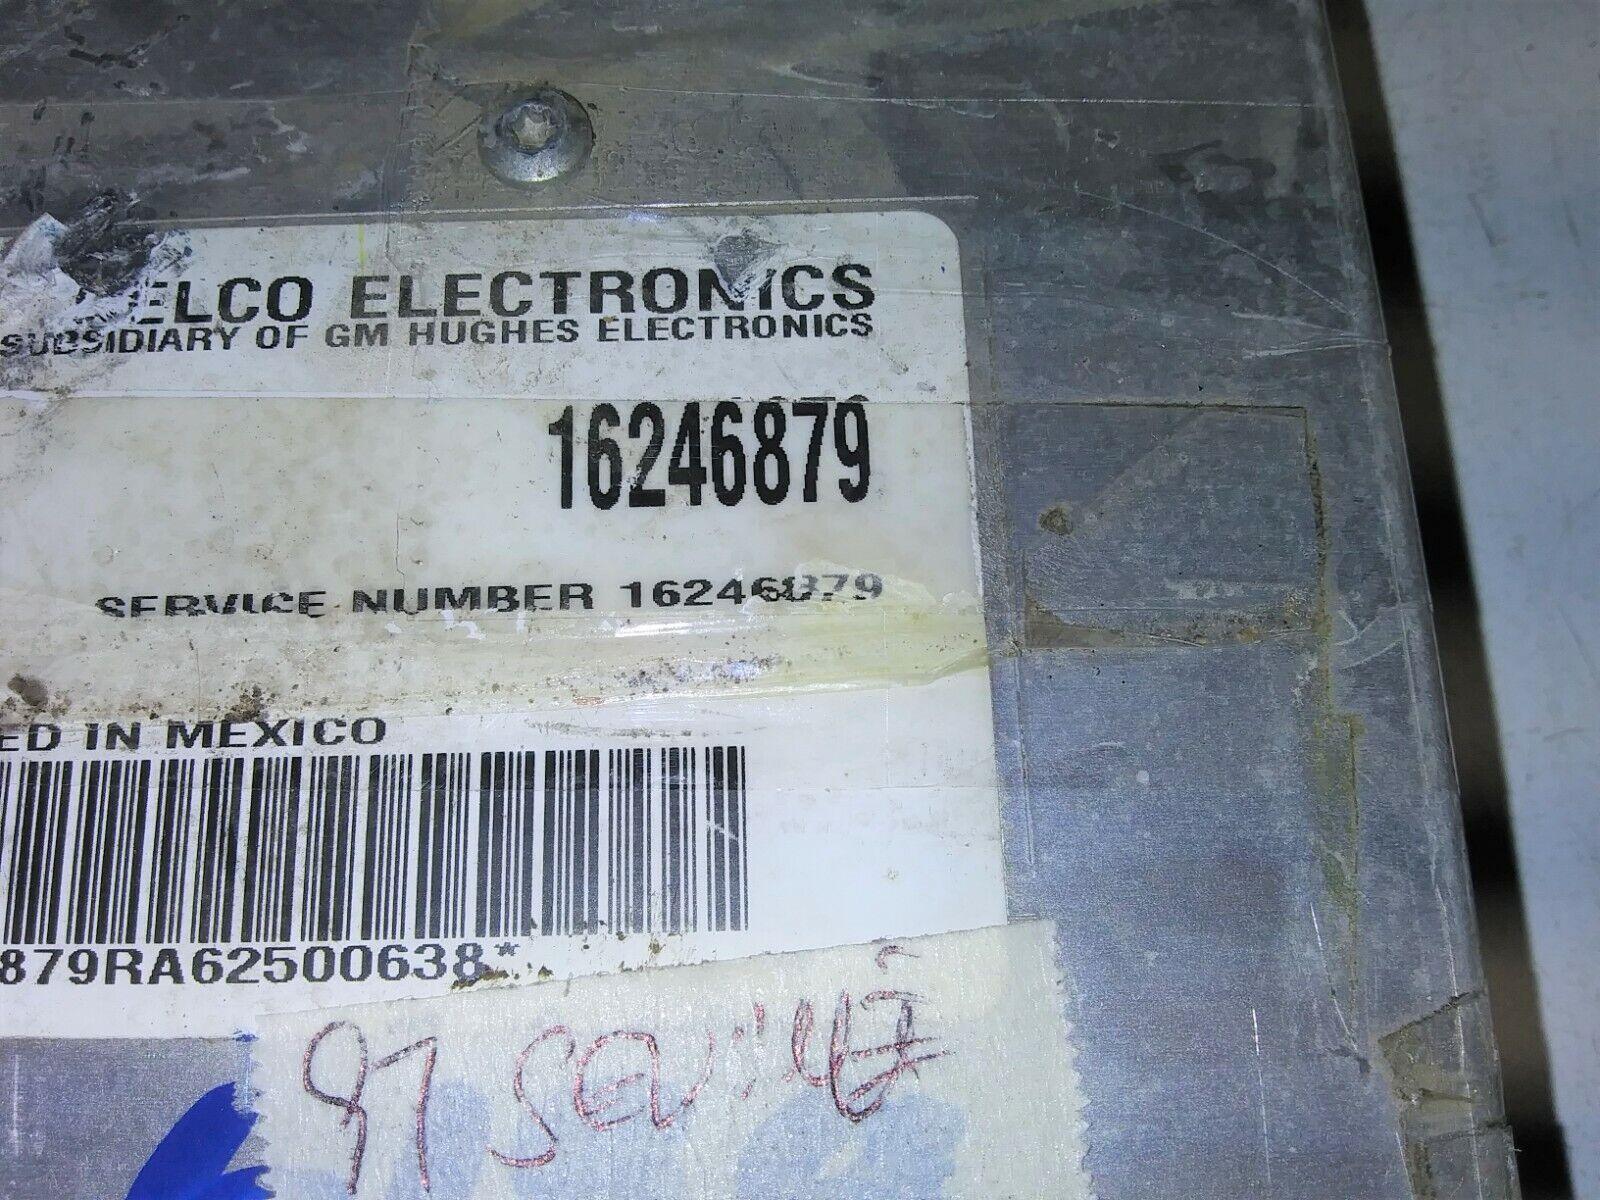 ELCO ELECTRONICS
SUBSIDIARY OF GM HUGHES ELECTRONICS
16246879
SERVICE NUMBER 16246879
ED IN MEXICO
879RA62500638*
97 SEVILLE